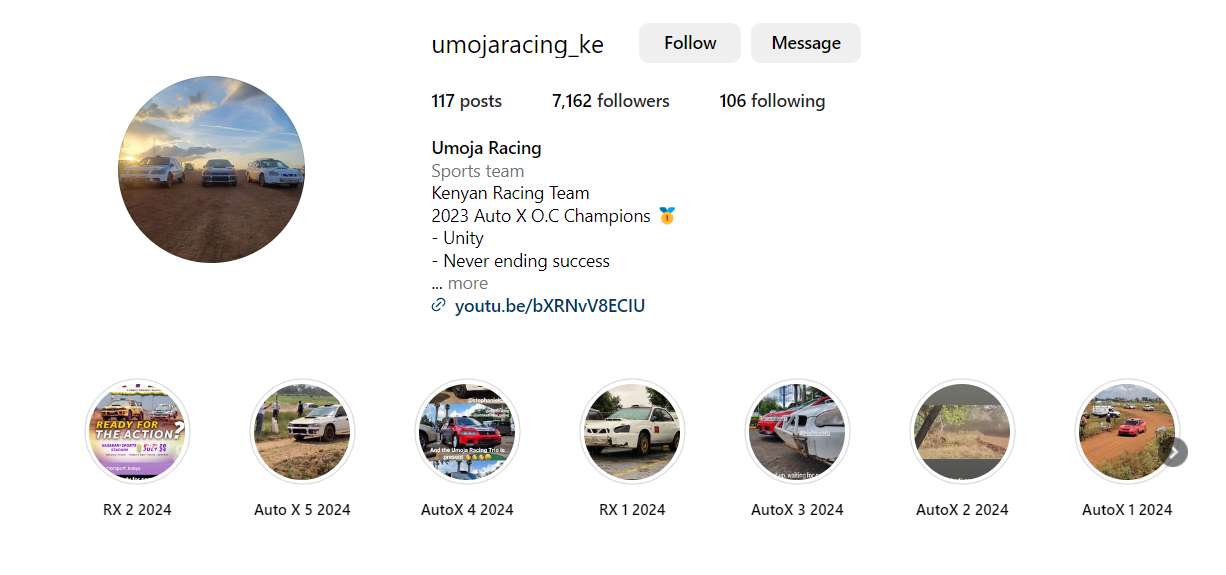 umojaracing_ke
Follow
Message
117 posts
7,162 followers
106 following
Umoja Racing
Sports team
Kenyan Racing Team
2023 Auto X O.C Champions 🥇
- Unity
- Never ending success
... more
youtu.be/bXRNvV8ECIU
READY FOR
THE ACTION?
STADIUM
JULY
And the Umoja Racing Trio is
present
RX 2 2024
Auto X 5 2024
AutoX 4 2024
RX 1 2024
AutoX 3 2024
AutoX 2 2024
AutoX 1 2024